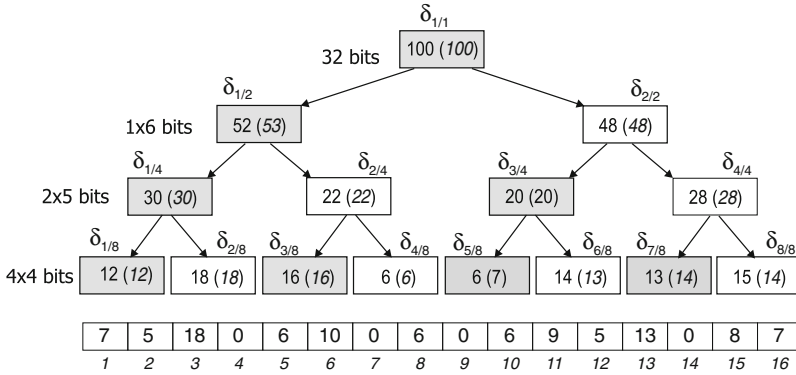 δ1/1
32 bits 100 (100)
δ1/2 δ2/2
1x6 bits 52 (53) 48 (48)
δ1/4 δ2/4 δ3/4 δ4/4
2x5 bits 30 (30) 22 (22) 20 (20) 28 (28)
δ1/8 δ2/8 δ3/8 δ4/8 δ5/8 δ6/8 δ7/8 δ8/8
4x4 bits 12 (12) 18 (18) 16 (16) 6 (6) 6 (7) 14 (13) 13 (14) 15 (14)
7 5 18 0 6 10 0 6 0 6 9 5 13 0 8 7
1 2 3 4 5 6 7 8 9 10 11 12 13 14 15 16